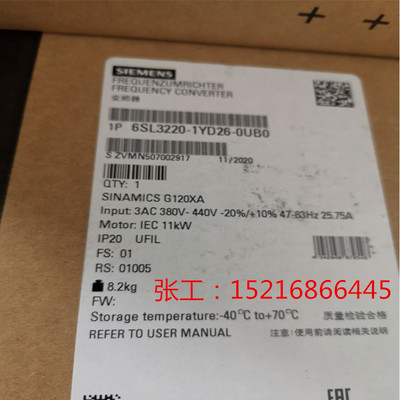 SIEMENS
FREQUENZUMRICHTER
FREQUENCY CONVERTER
变频器
1P 6SL3220-1YD26-0UB0
S ZVMN507002917 11/2020
QTY: 1
SINAMICS G120XA
Input: 3AC 380V- 440V -20%/+10% 47-63Hz 25.75A
Motor: IEC 11kW
IP20 UFIL
FS: 01
RS: 01005
8.2kg
张工：15216866445
FW:
Storage temperature:-40°C to+70°C 质量检验合格
REFER TO USER MANUAL （使用前请阅读相关说明）
EAC